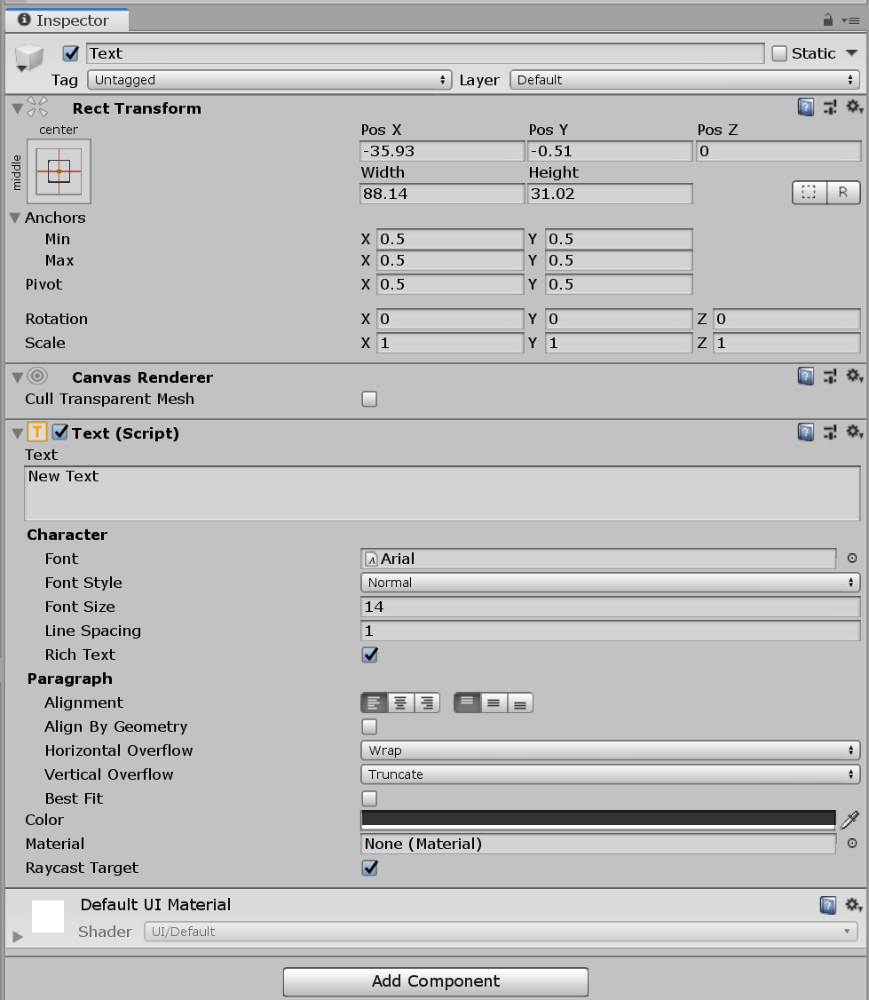 Inspector
Text Static
Tag Untagged Layer Default
Rect Transform
center
middle
Pos X Pos Y Pos Z
-35.93 -0.51 0
Width Height
88.14 31.02
R
Anchors
Min X 0.5 Y 0.5
Max X 0.5 Y 0.5
Pivot X 0.5 Y 0.5
Rotation X 0 Y 0 Z 0
Scale X 1 Y 1 Z 1
Canvas Renderer
Cull Transparent Mesh
T Text (Script)
Text
New Text
Character
Font Arial
Font Style Normal
Font Size 14
Line Spacing 1
Rich Text
Paragraph
Alignment
Align By Geometry
Horizontal Overflow Wrap
Vertical Overflow Truncate
Best Fit
Color
Material None (Material)
Raycast Target
Default UI Material
Shader UI/Default
Add Component